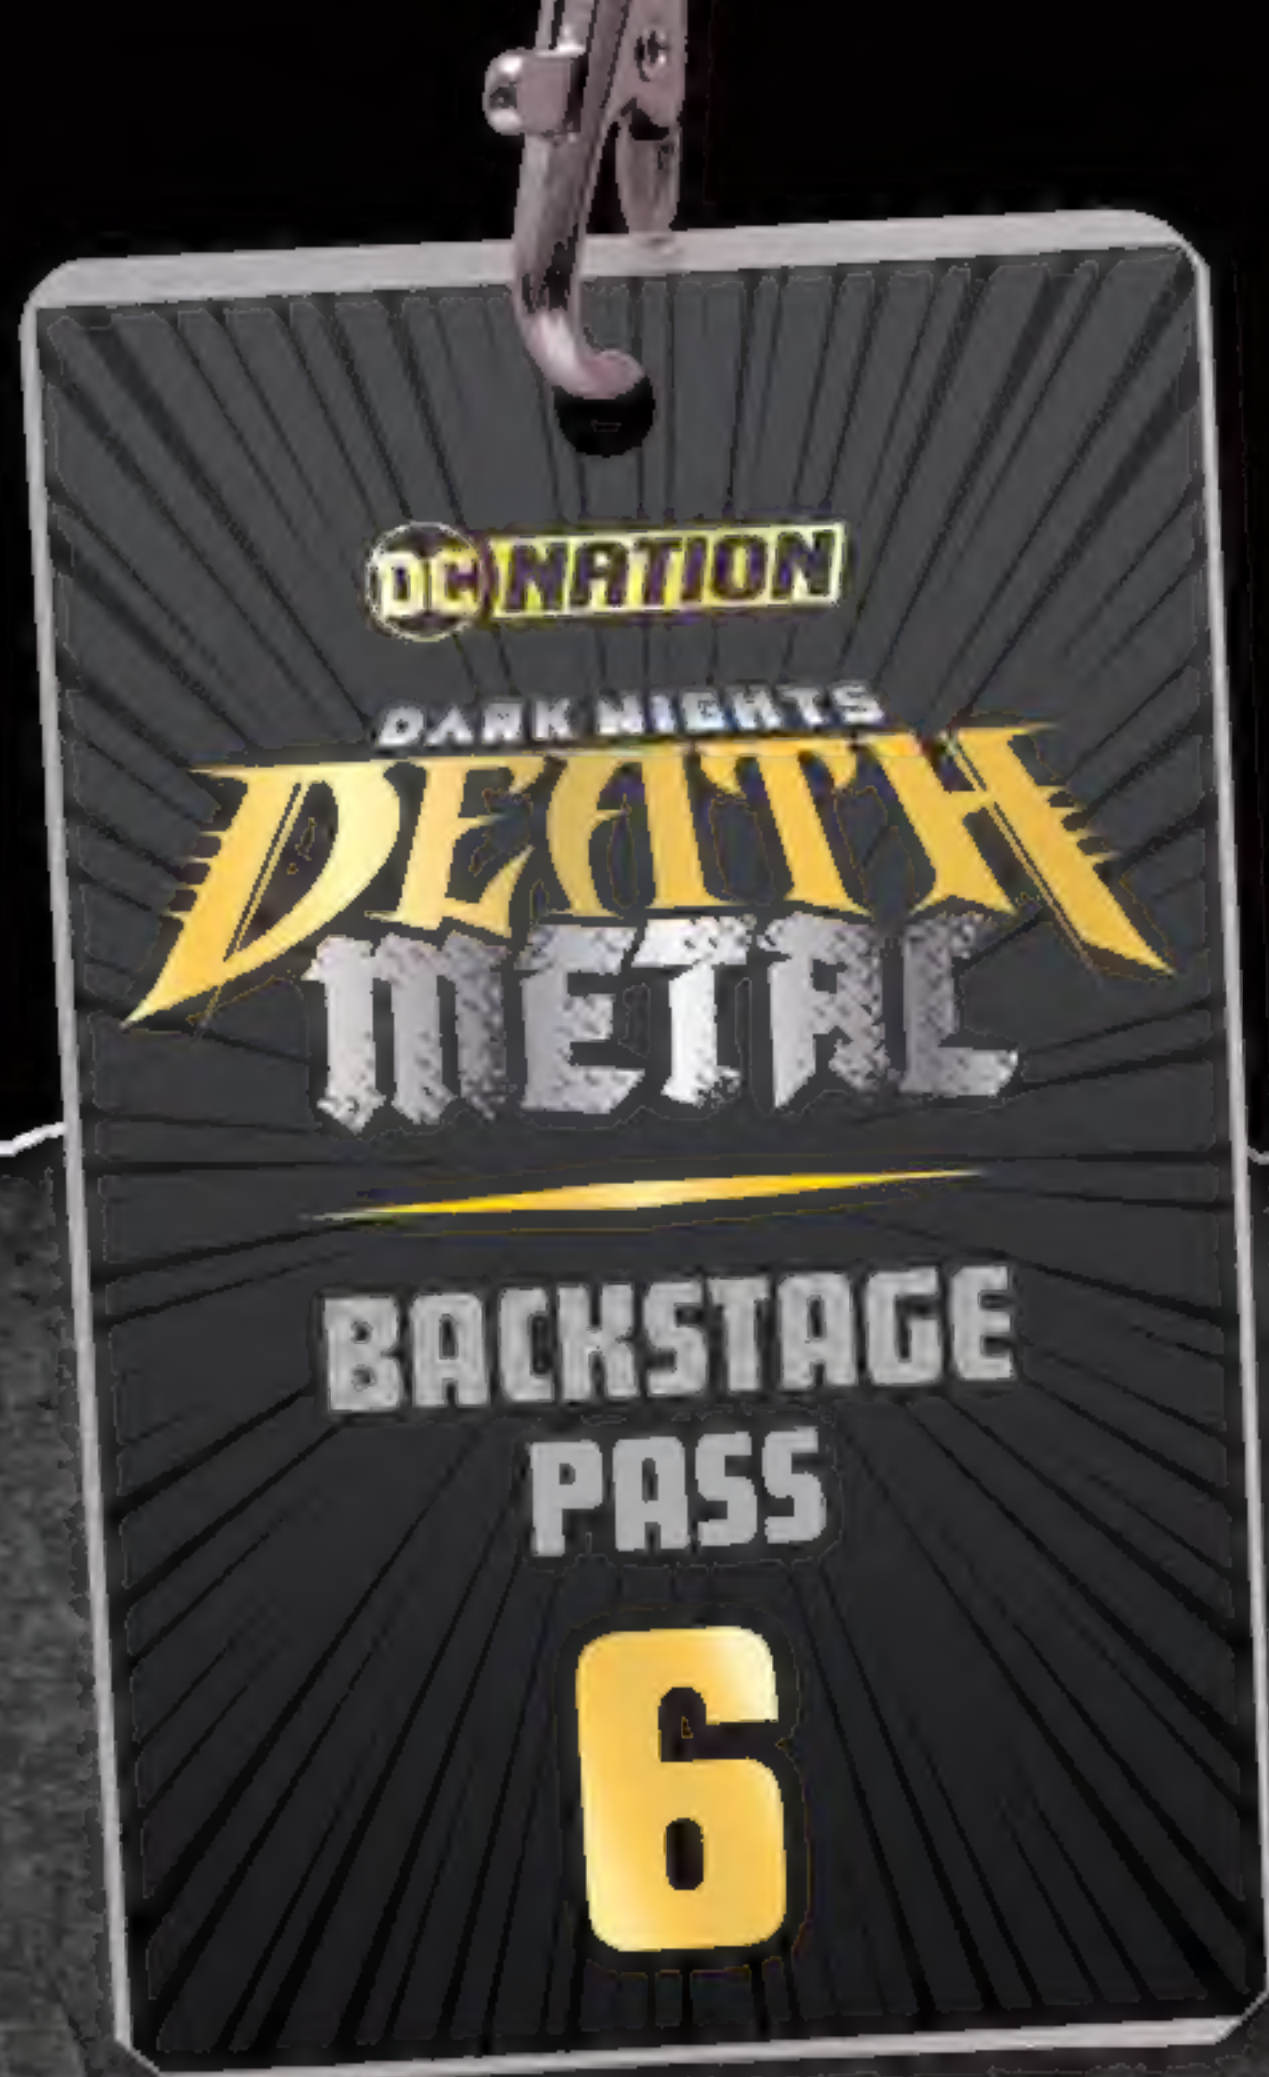 DC NATION
DARK NIGHTS
DEATH
METAL
BACKSTAGE
PASS
6